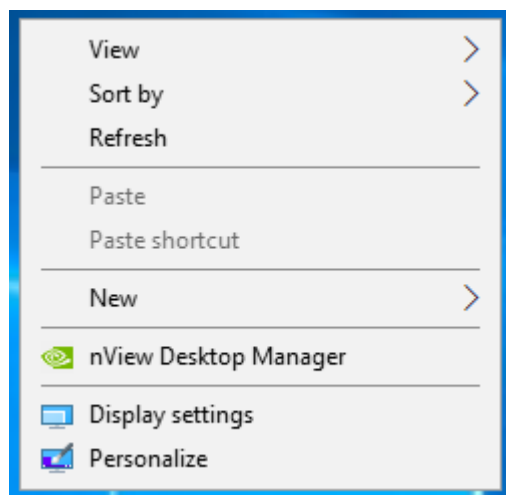 View
Sort by
Refresh
Paste
Paste shortcut
New
nView Desktop Manager
Display settings
Personalize